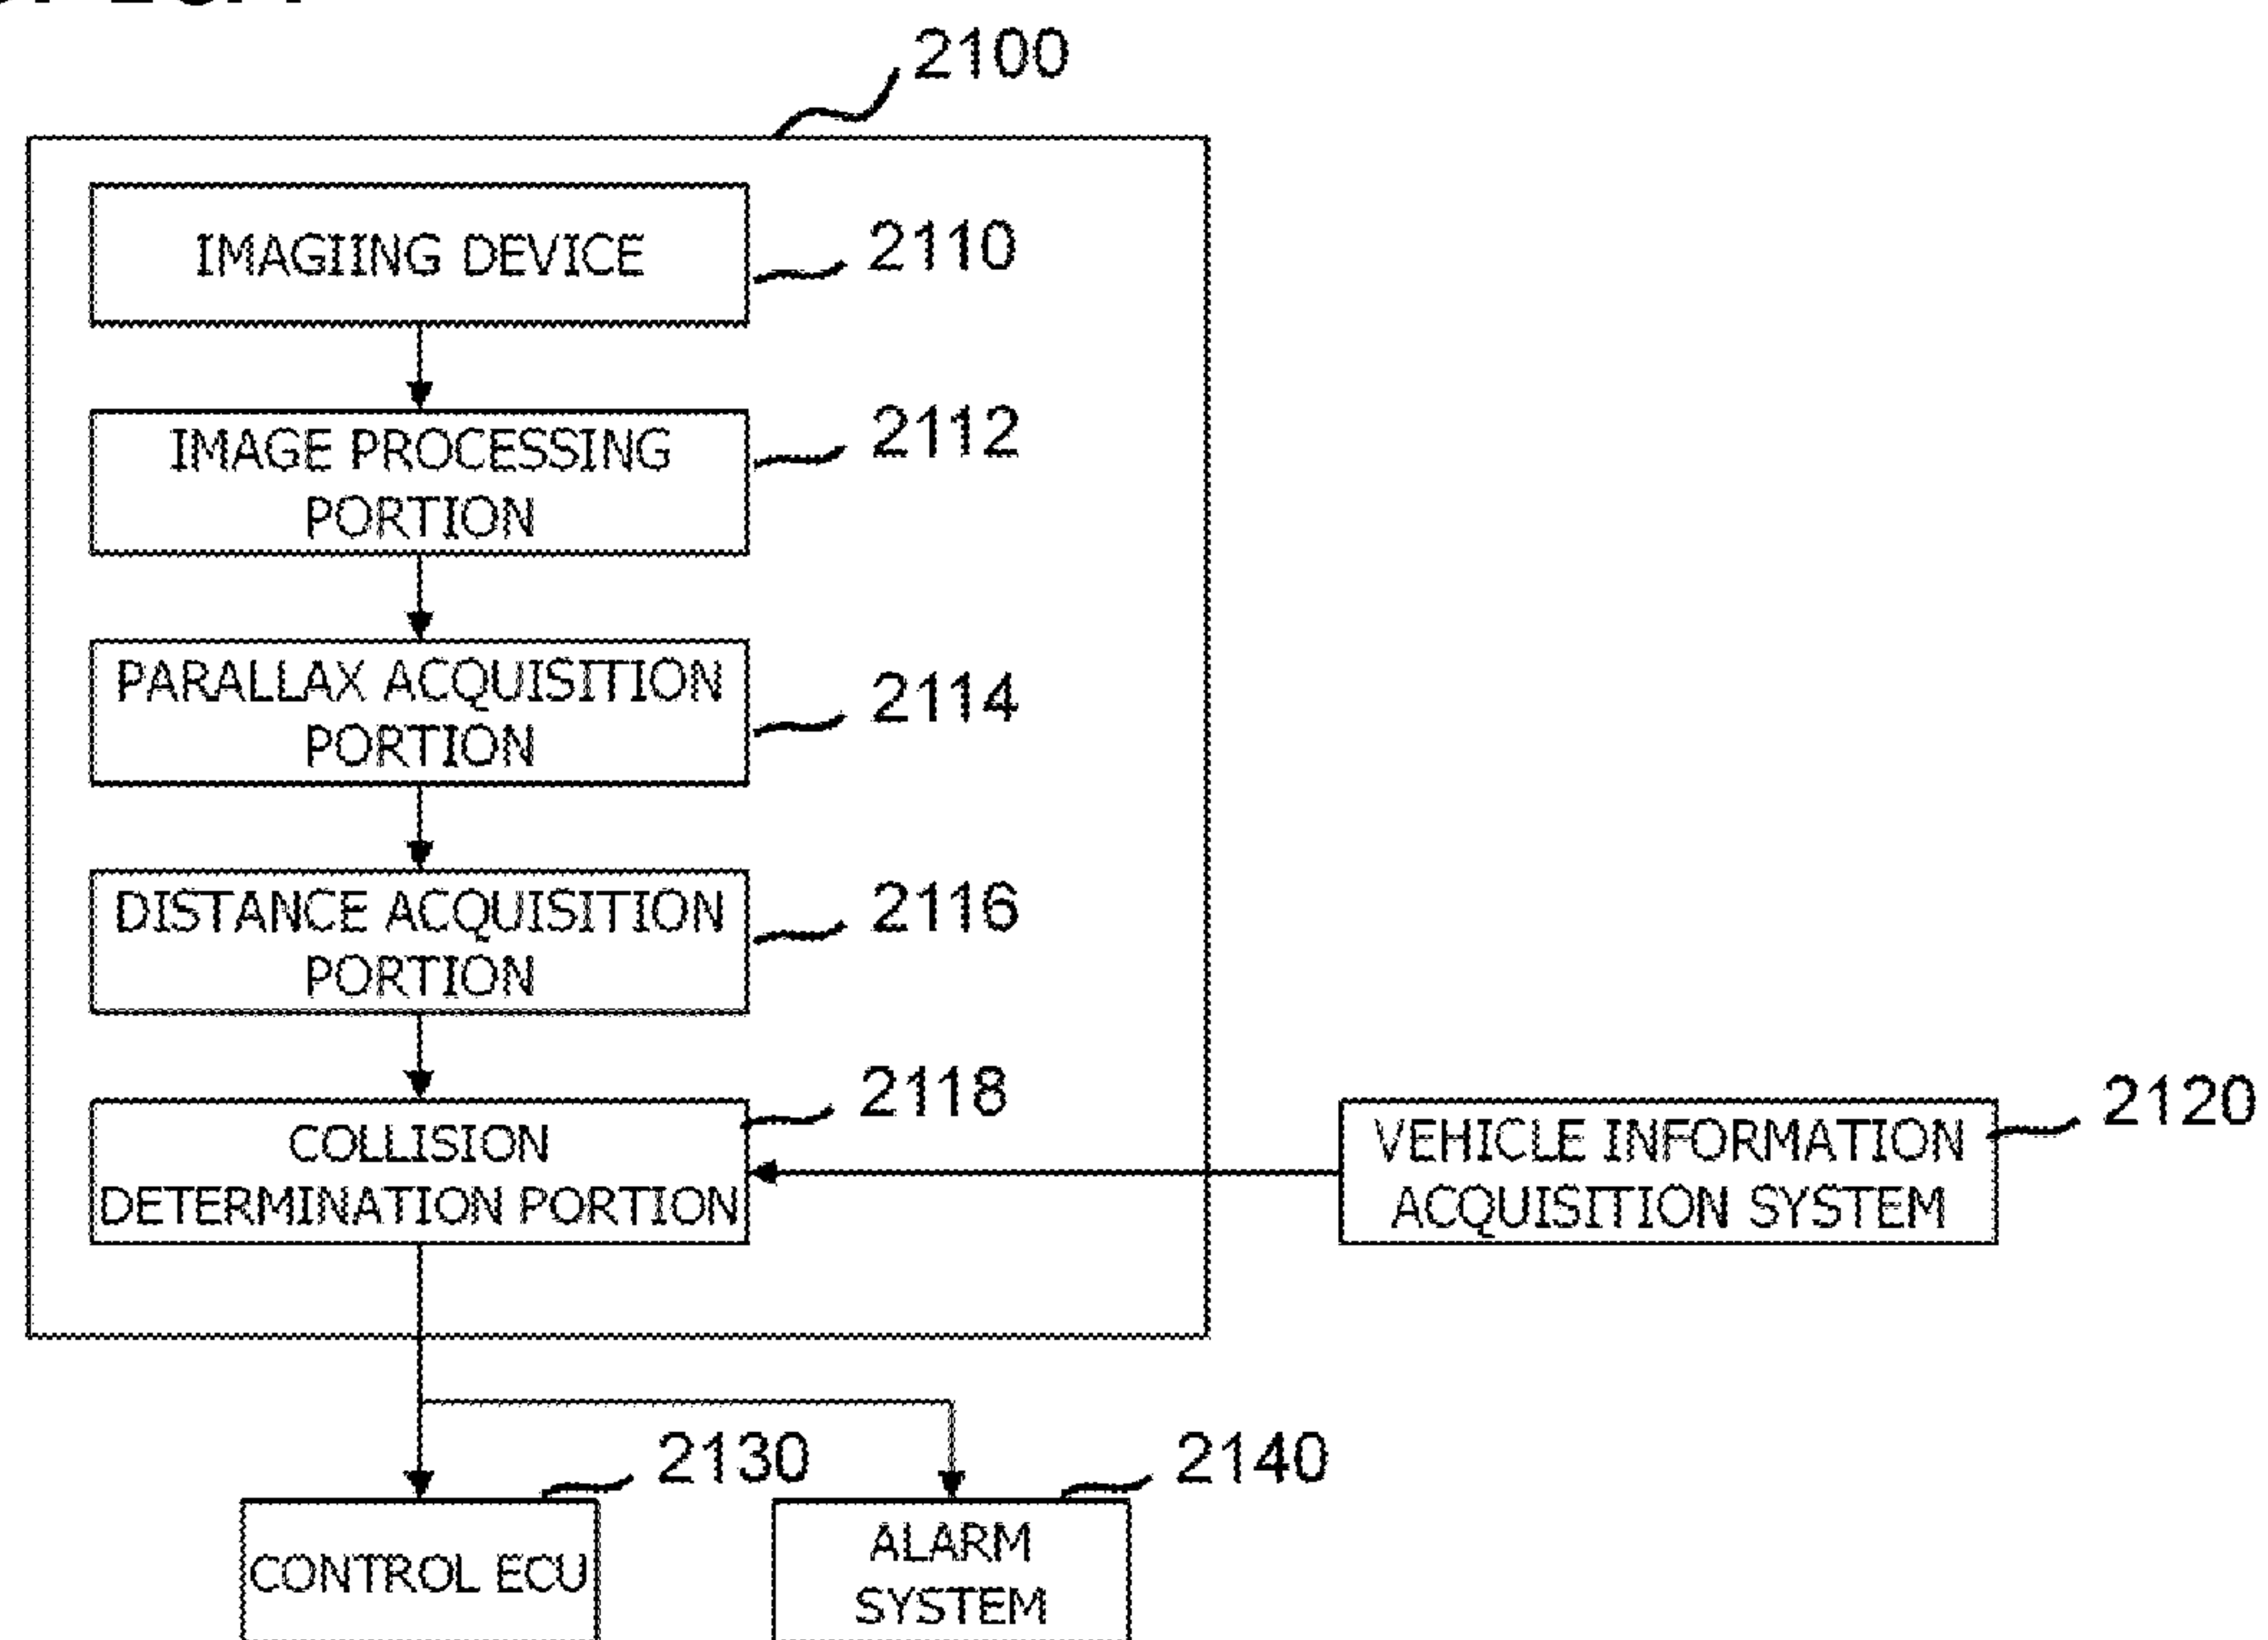 2100
IMAGIING DEVICE
2110
IMAGE PROCESSING
PORTION
2112
PARALLAX ACQUISITION
PORTION
2114
DISTANCE ACQUISITION
PORTION
2116
COLLISION
DETERMINATION PORTION
2118
VEHICLE INFORMATION
ACQUISITION SYSTEM
2120
CONTROL ECU
2130
ALARM
SYSTEM
2140